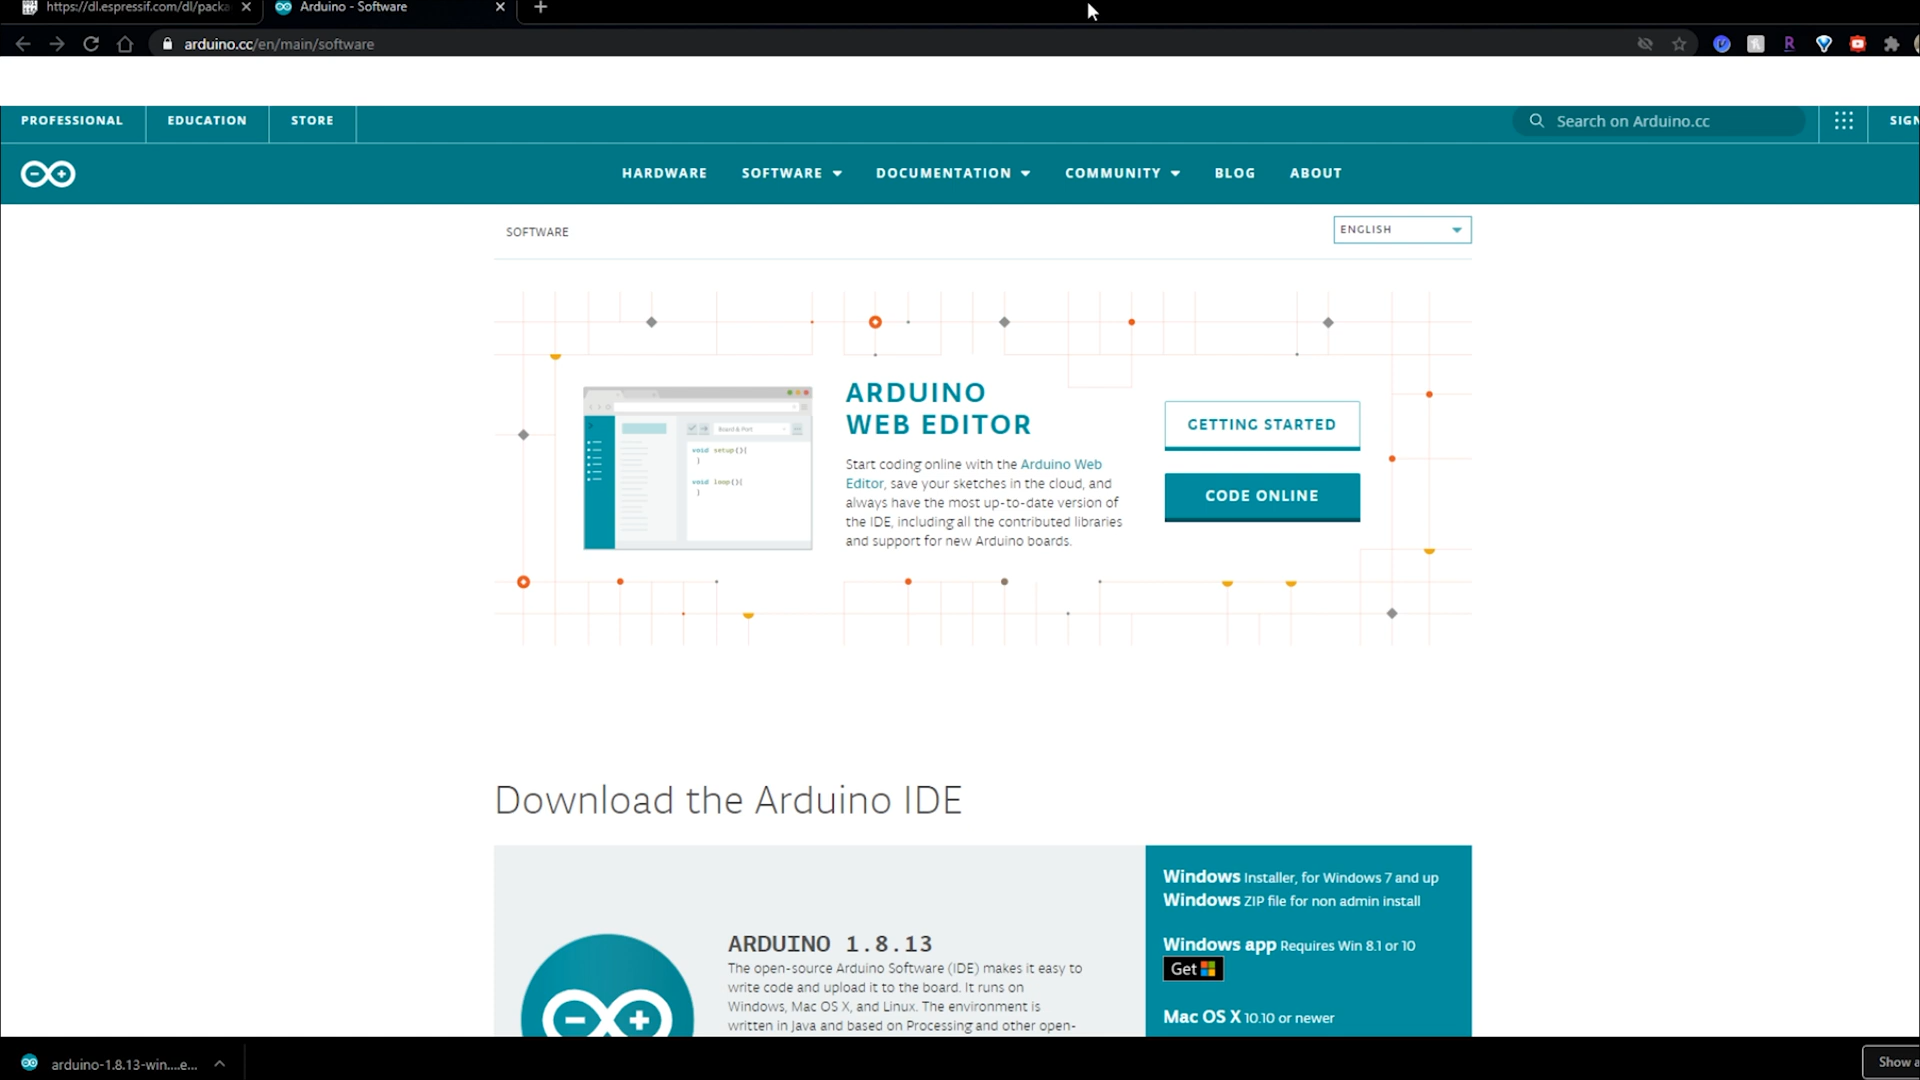 https://dl.espressif.com/dl/packa
Arduino - Software
arduino.cc/en/main/software
PROFESSIONAL
EDUCATION
STORE
Search on Arduino.cc
SIGN
HARDWARE
SOFTWARE
DOCUMENTATION
COMMUNITY
BLOG
ABOUT
SOFTWARE
ENGLISH
ARDUINO
WEB EDITOR
Start coding online with the Arduino Web
Editor, save your sketches in the cloud, and
always have the most up-to-date version of
the IDE, including all the contributed libraries
and support for new Arduino boards.
GETTING STARTED
CODE ONLINE
Board & Port
void setup(){
}
void loop(){
}
Download the Arduino IDE
ARDUINO 1.8.13
The open-source Arduino Software (IDE) makes it easy to
write code and upload it to the board. It runs on
Windows, Mac OS X, and Linux. The environment is
written in Java and based on Processing and other open-
Windows Installer, for Windows 7 and up
Windows ZIP file for non admin install
Windows app Requires Win 8.1 or 10
Get
Mac OS X 10.10 or newer
arduino-1.8.13-win....e...
Show a